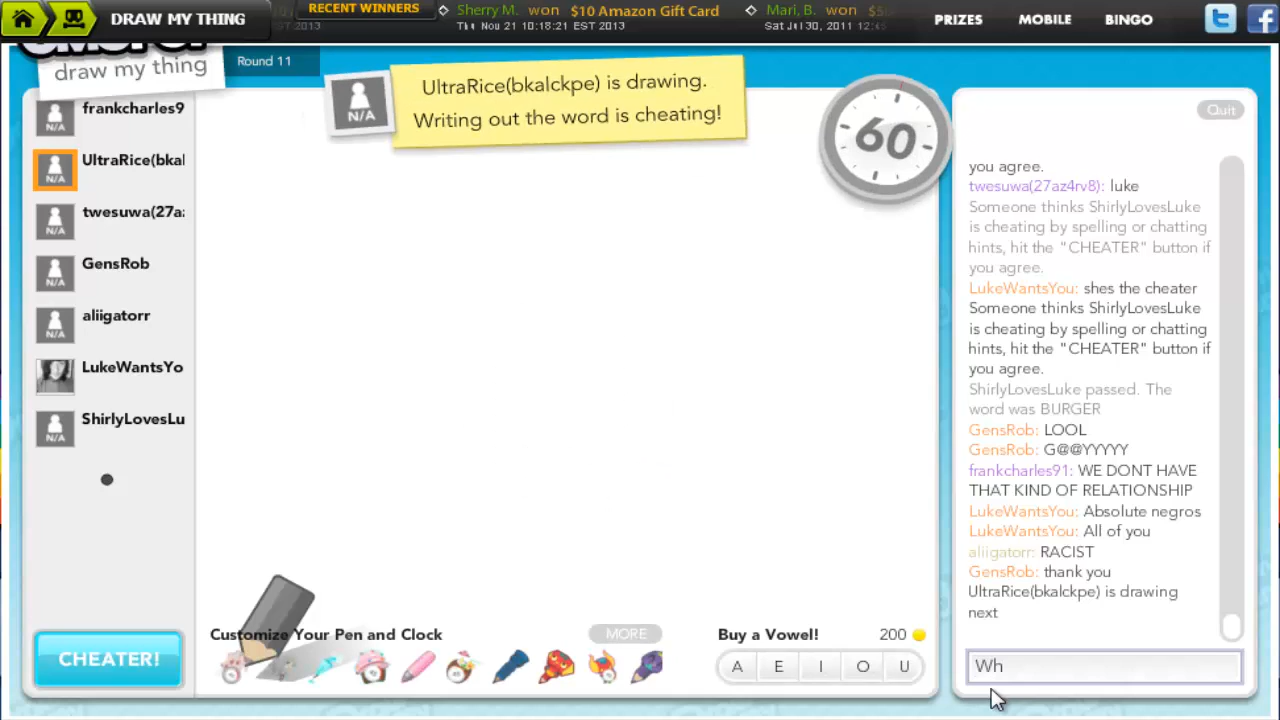 DRAW MY THING
RECENT WINNERS
Sherry M. won $10 Amazon Gift Card
Mari, B. won
EST 2013
Thu Nov 21 10:18:21 EST 2013
Sat Jul 30, 2011
PRIZES
MOBILE
BINGO
draw my thing
Round 11
UltraRice(bkalckpe) is drawing.
Writing out the word is cheating!
N/A
60
frankcharles9
N/A
UltraRice(bkal
N/A
twesuwa(27a
N/A
GensRob
N/A
aliigatorr
N/A
LukeWantsYo
ShirlyLovesLu
N/A
CHEATER!
Customize Your Pen and Clock
MORE
Buy a Vowel!
200
A E I O U
Quit
you agree.
twesuwa(27az4rv8): luke
Someone thinks ShirlyLovesLuke
is cheating by spelling or chatting
hints, hit the "CHEATER" button if
you agree.
LukeWantsYou: shes the cheater
Someone thinks ShirlyLovesLuke
is cheating by spelling or chatting
hints, hit the "CHEATER" button if
you agree.
ShirlyLovesLuke passed. The
word was BURGER
GensRob: LOOL
GensRob: G@@YYYYY
frankcharles91: WE DONT HAVE
THAT KIND OF RELATIONSHIP
LukeWantsYou: Absolute negros
LukeWantsYou: All of you
aliigatorr: RACIST
GensRob: thank you
UltraRice(bkalckpe) is drawing
next
Wh